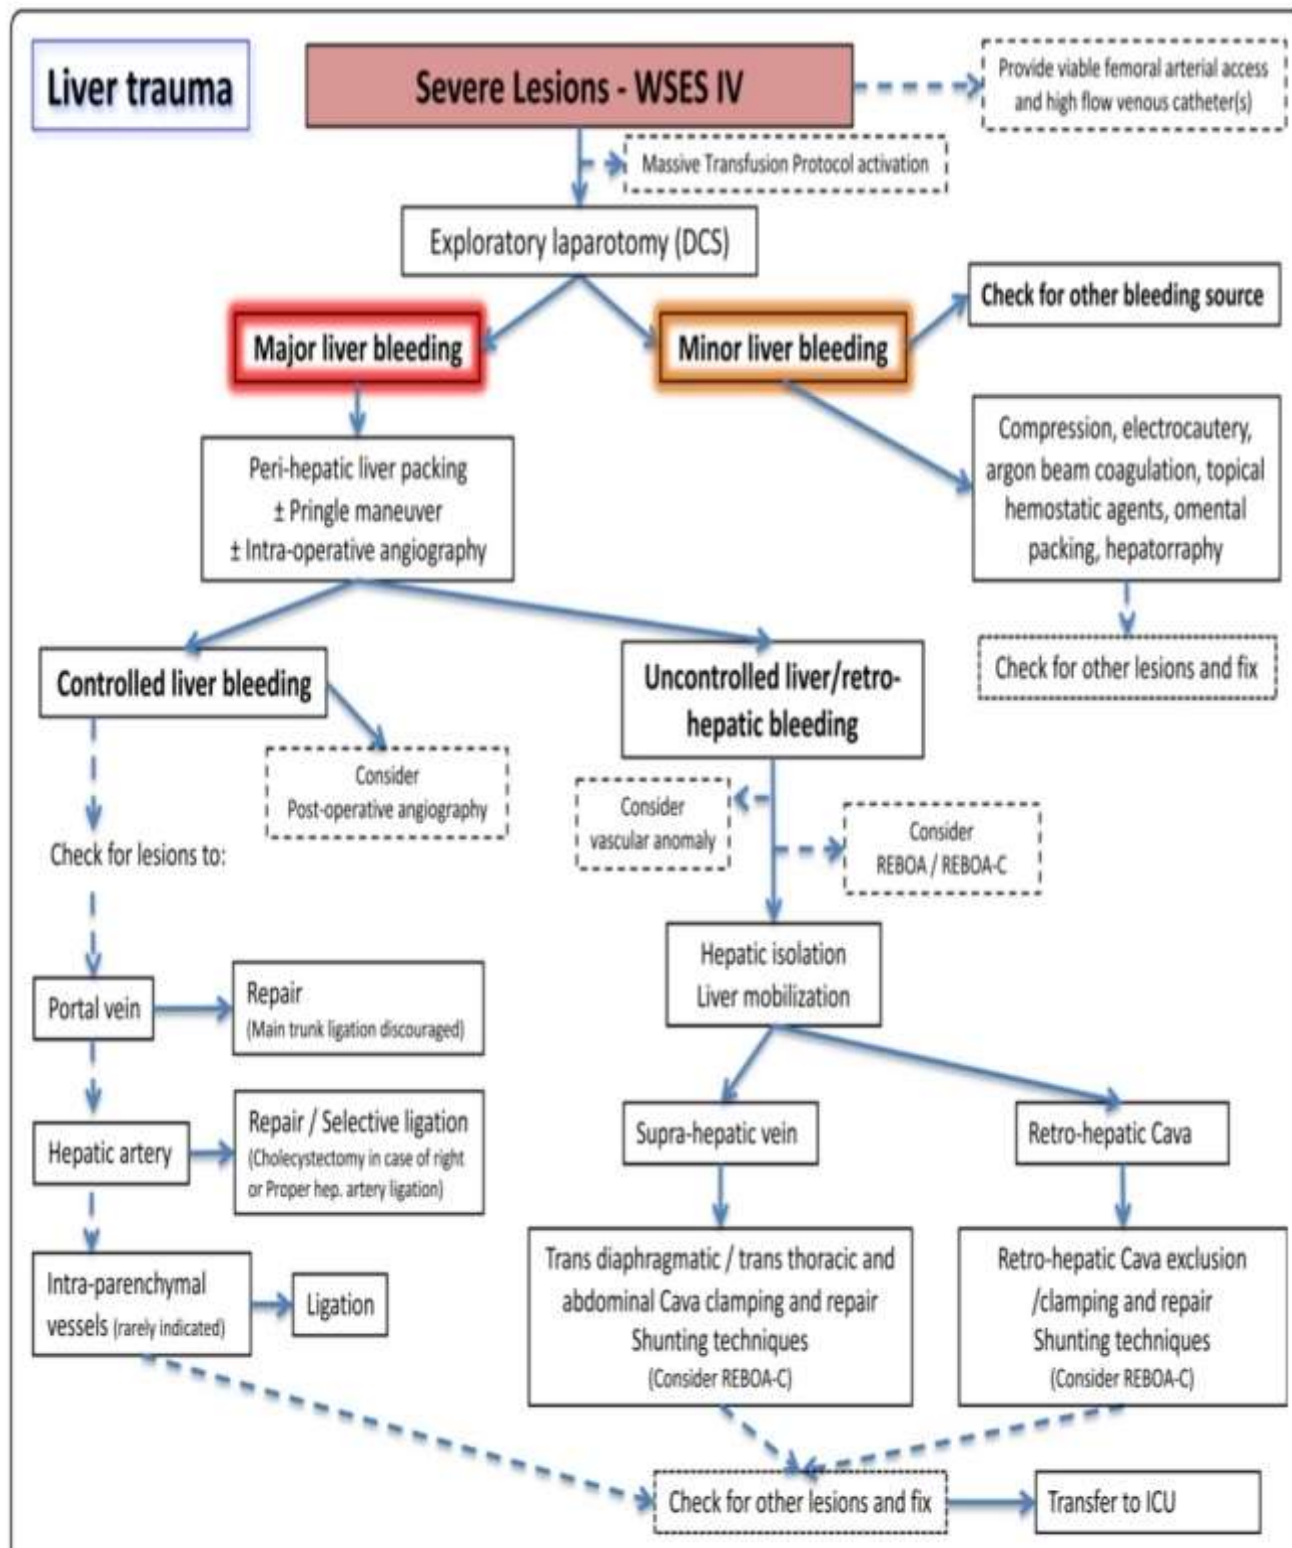 Liver trauma
Severe Lesions - WSES IV
Provide viable femoral arterial access
and high flow venous catheter(s)
Massive Transfusion Protocol activation
Exploratory laparotomy (DCS)
Check for other bleeding source
Major liver bleeding
Minor liver bleeding
Peri-hepatic liver packing
± Pringle maneuver
± Intra-operative angiography
Compression, electrocautery,
argon beam coagulation, topical
hemostatic agents, omental
packing, hepatorraphy
Check for other lesions and fix
Controlled liver bleeding
Uncontrolled liver/retro-
hepatic bleeding
Consider
Post-operative angiography
Consider
vascular anomaly
Consider
REBOA / REBOA-C
Check for lesions to:
Hepatic isolation
Liver mobilization
Portal vein
Repair
(Main trunk ligation discouraged)
Hepatic artery
Repair / Selective ligation
(Cholecystectomy in case of right
or Proper hep. artery ligation)
Supra-hepatic vein
Retro-hepatic Cava
Intra-parenchymal
vessels (rarely indicated)
Ligation
Trans diaphragmatic / trans thoracic and
abdominal Cava clamping and repair
Shunting techniques
(Consider REBOA-C)
Retro-hepatic Cava exclusion
/clamping and repair
Shunting techniques
(Consider REBOA-C)
Check for other lesions and fix
Transfer to ICU